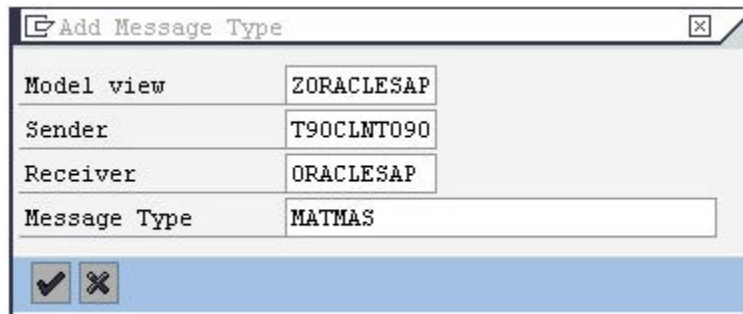 Add Message Type
Model view ZORACLESAP
Sender T90CLNT090
Receiver ORACLESAP
Message Type MATMAS